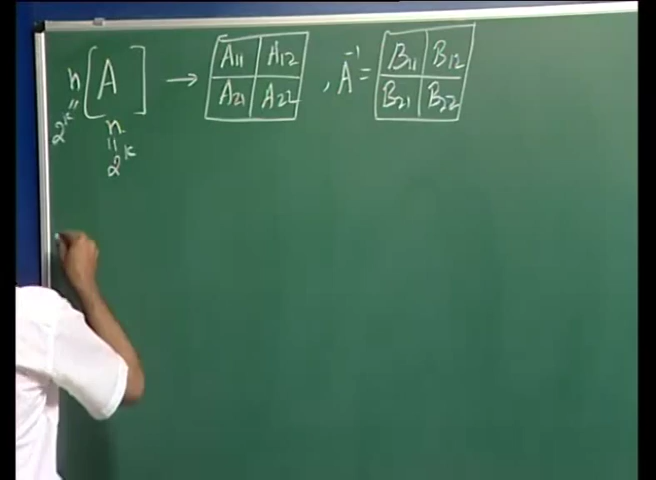 n [A] → A11 A12 , A⁻¹ = B11 B12
A21 A22 B21 B22
2^k = n
n
=
2^k